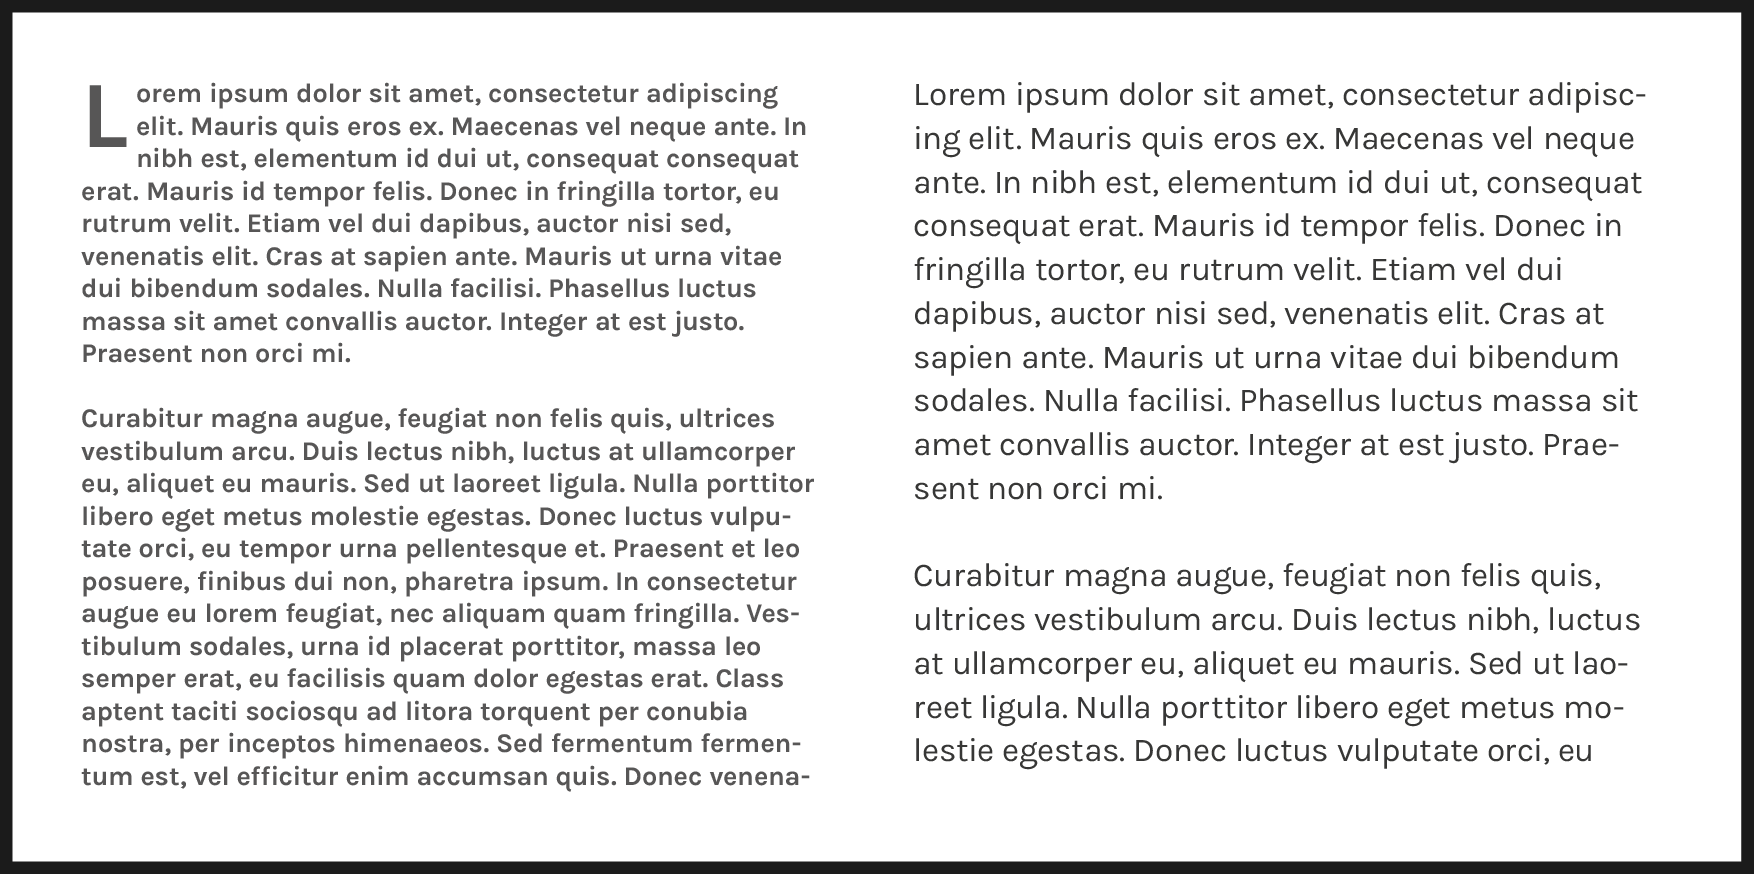 Lorem ipsum dolor sit amet, consectetur adipiscing
elit. Mauris quis eros ex. Maecenas vel neque ante. In
nibh est, elementum id dui ut, consequat consequat
erat. Mauris id tempor felis. Donec in fringilla tortor, eu
rutrum velit. Etiam vel dui dapibus, auctor nisi sed,
venenatis elit. Cras at sapien ante. Mauris ut urna vitae
dui bibendum sodales. Nulla facilisi. Phasellus luctus
massa sit amet convallis auctor. Integer at est justo.
Praesent non orci mi.
Curabitur magna augue, feugiat non felis quis, ultrices
vestibulum arcu. Duis lectus nibh, luctus at ullamcorper
eu, aliquet eu mauris. Sed ut laoreet ligula. Nulla porttitor
libero eget metus molestie egestas. Donec luctus vulpu-
tate orci, eu tempor urna pellentesque et. Praesent et leo
posuere, finibus dui non, pharetra ipsum. In consectetur
augue eu lorem feugiat, nec aliquam quam fringilla. Ves-
tibulum sodales, urna id placerat porttitor, massa leo
semper erat, eu facilisis quam dolor egestas erat. Class
aptent taciti sociosqu ad litora torquent per conubia
nostra, per inceptos himenaeos. Sed fermentum fermen-
tum est, vel efficitur enim accumsan quis. Donec venena-
Lorem ipsum dolor sit amet, consectetur adipisc-
ing elit. Mauris quis eros ex. Maecenas vel neque
ante. In nibh est, elementum id dui ut, consequat
consequat erat. Mauris id tempor felis. Donec in
fringilla tortor, eu rutrum velit. Etiam vel dui
dapibus, auctor nisi sed, venenatis elit. Cras at
sapien ante. Mauris ut urna vitae dui bibendum
sodales. Nulla facilisi. Phasellus luctus massa sit
amet convallis auctor. Integer at est justo. Prae-
sent non orci mi.
Curabitur magna augue, feugiat non felis quis,
ultrices vestibulum arcu. Duis lectus nibh, luctus
at ullamcorper eu, aliquet eu mauris. Sed ut lao-
reet ligula. Nulla porttitor libero eget metus mo-
lestie egestas. Donec luctus vulputate orci, eu